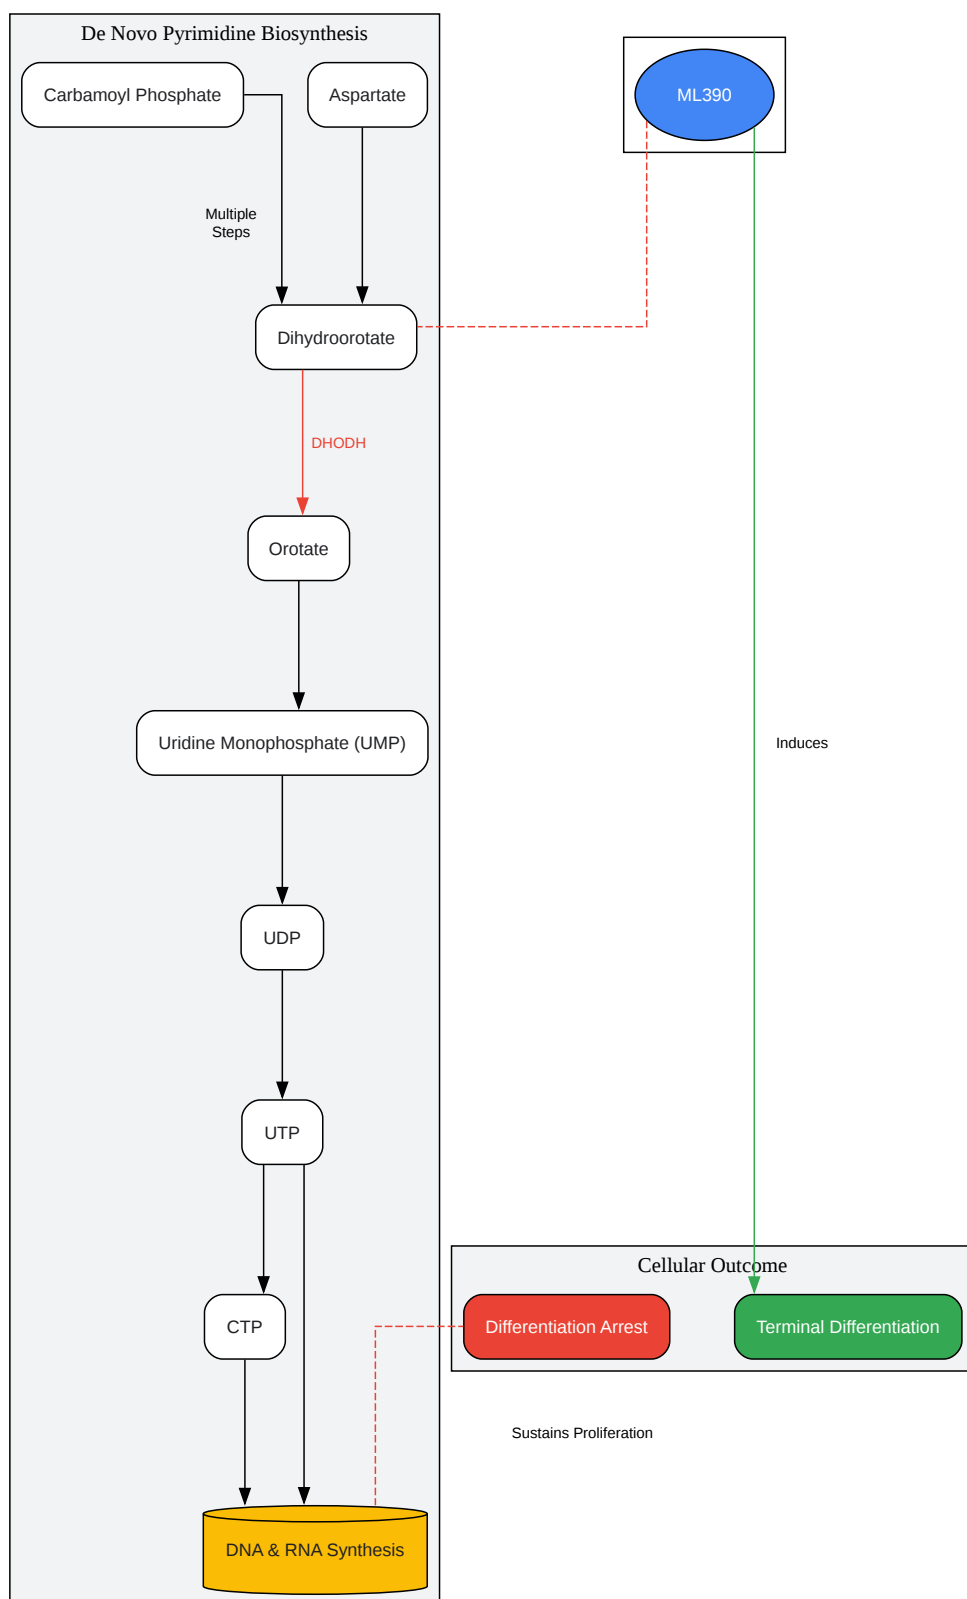 De Novo Pyrimidine Biosynthesis
Carbamoyl Phosphate
Aspartate
ML390
Multiple
Steps
Dihydroorotate
DHODH
Orotate
Uridine Monophosphate (UMP)
Induces
UDP
UTP
Cellular Outcome
CTP
Differentiation Arrest
Terminal Differentiation
Sustains Proliferation
DNA & RNA Synthesis